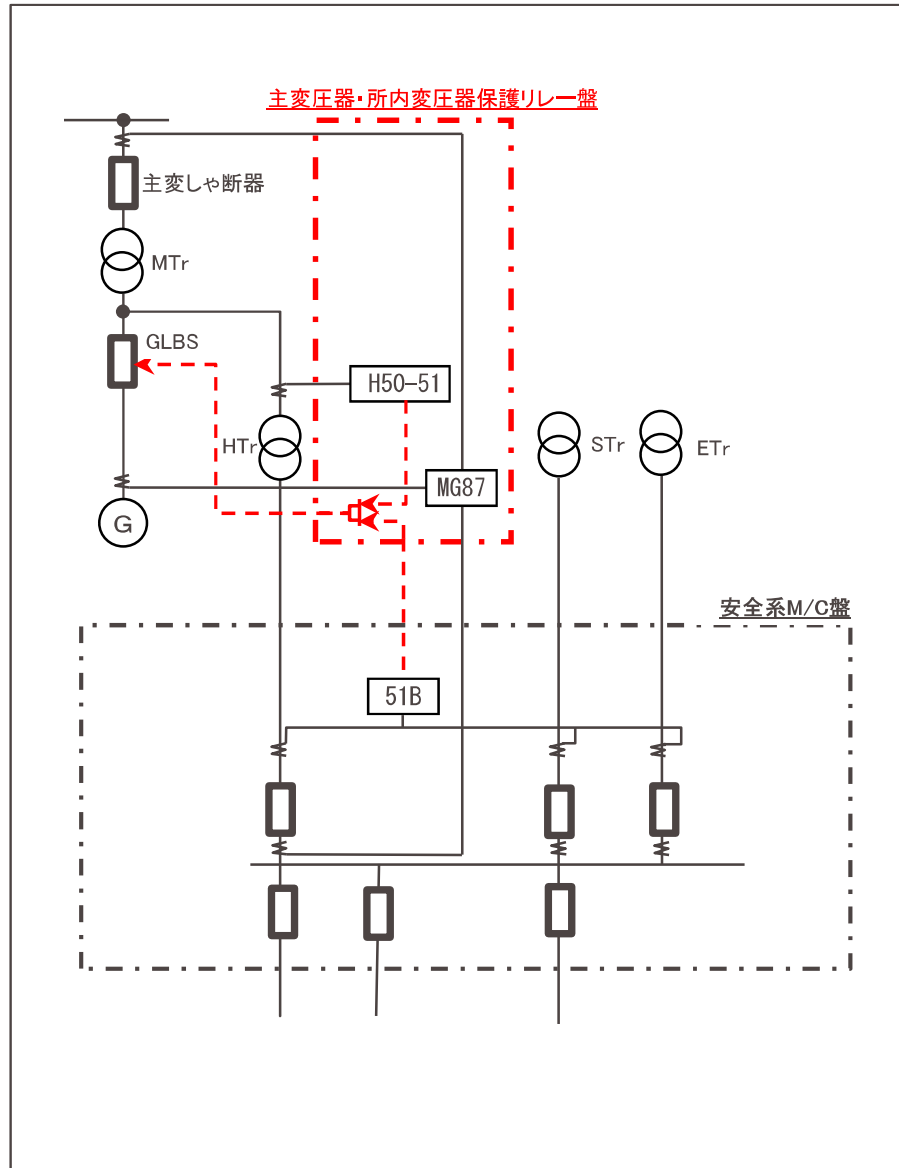 主変圧器・所内変圧器保護リレー盤
主変しゃ断器
MTr
GLBS
H50-51
HTr
STr
ETr
MG87
G
安全系M/C盤
51B